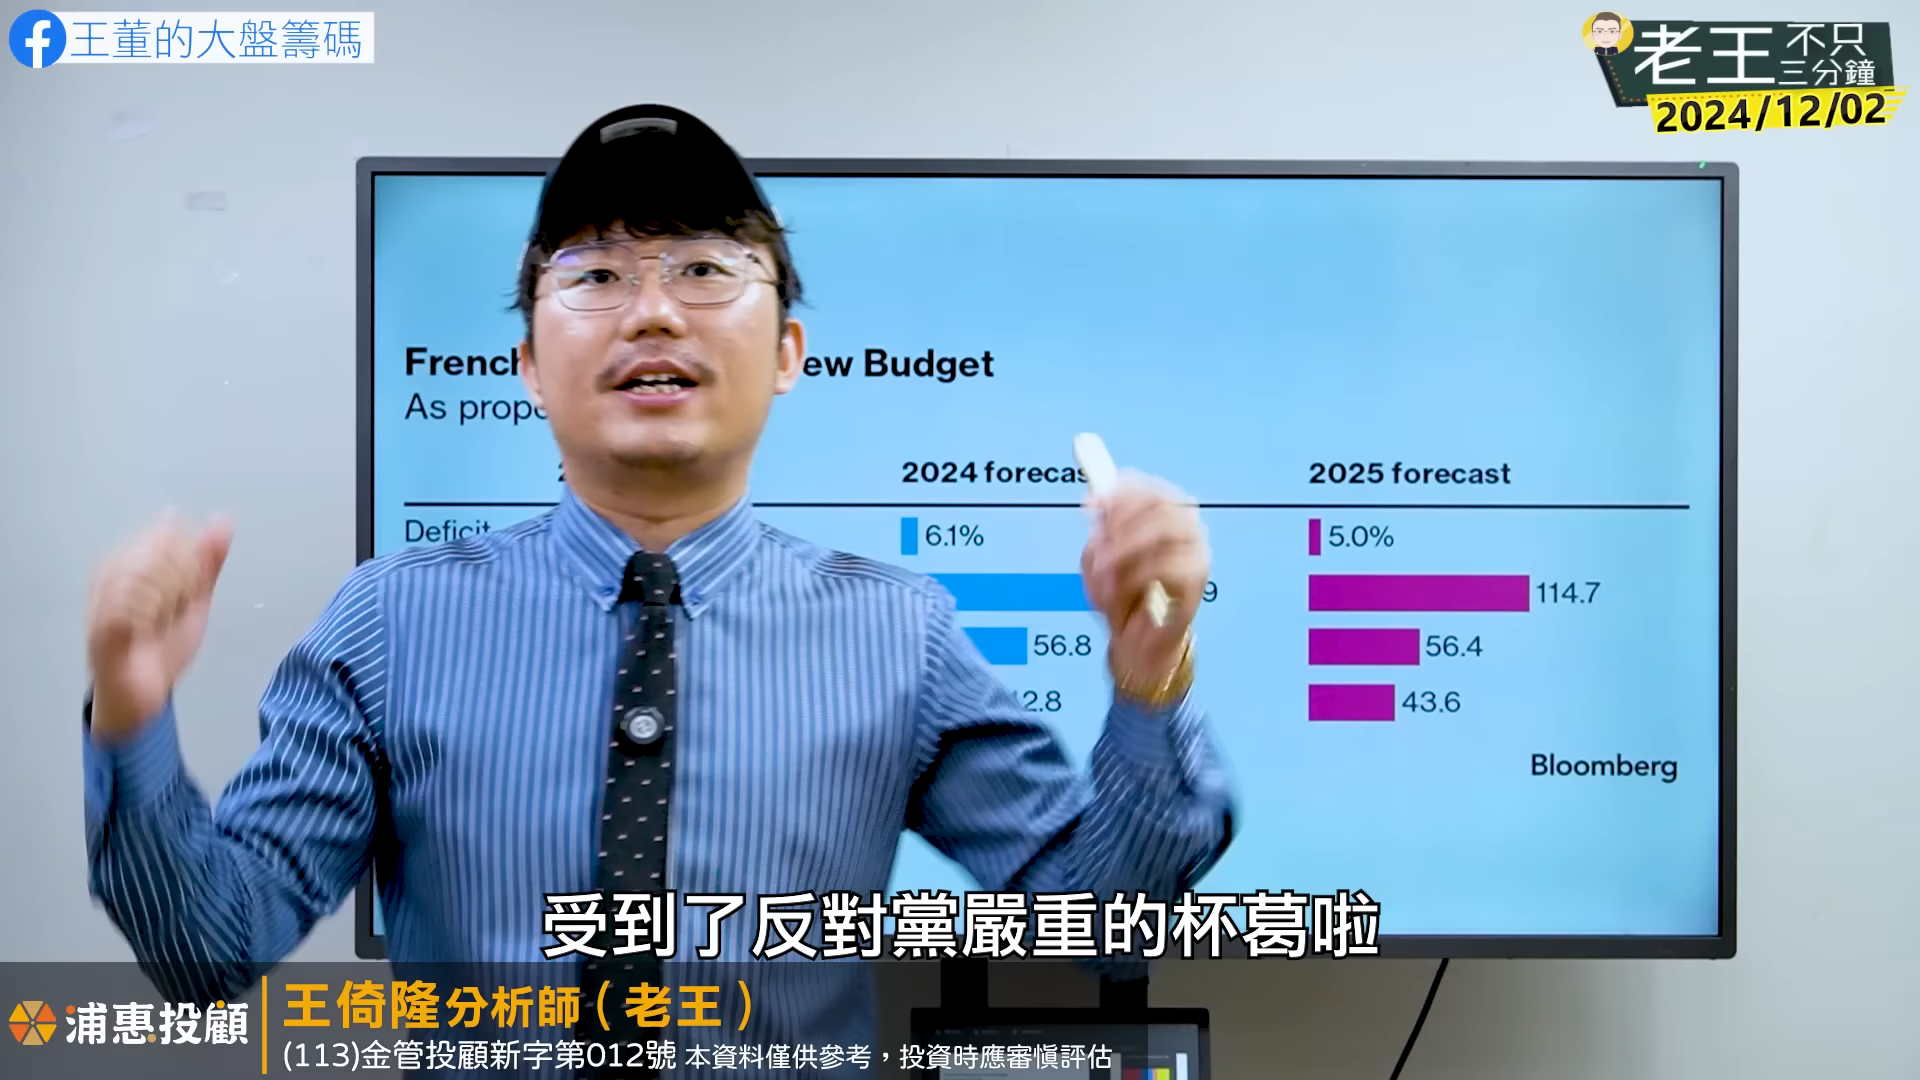 王董的大盤籌碼
老王 不只三分鐘
2024/12/02
French ew Budget
As prop
2024 forecas 2025 forecast
Deficit 6.1% 5.0%
9 114.7
56.8 56.4
2.8 43.6
Bloomberg
受到了反對黨嚴重的杯葛啦
浦惠投顧
王倚隆分析師(老王)
(113)金管投顧新字第012號 本資料僅供參考，投資時應審慎評估